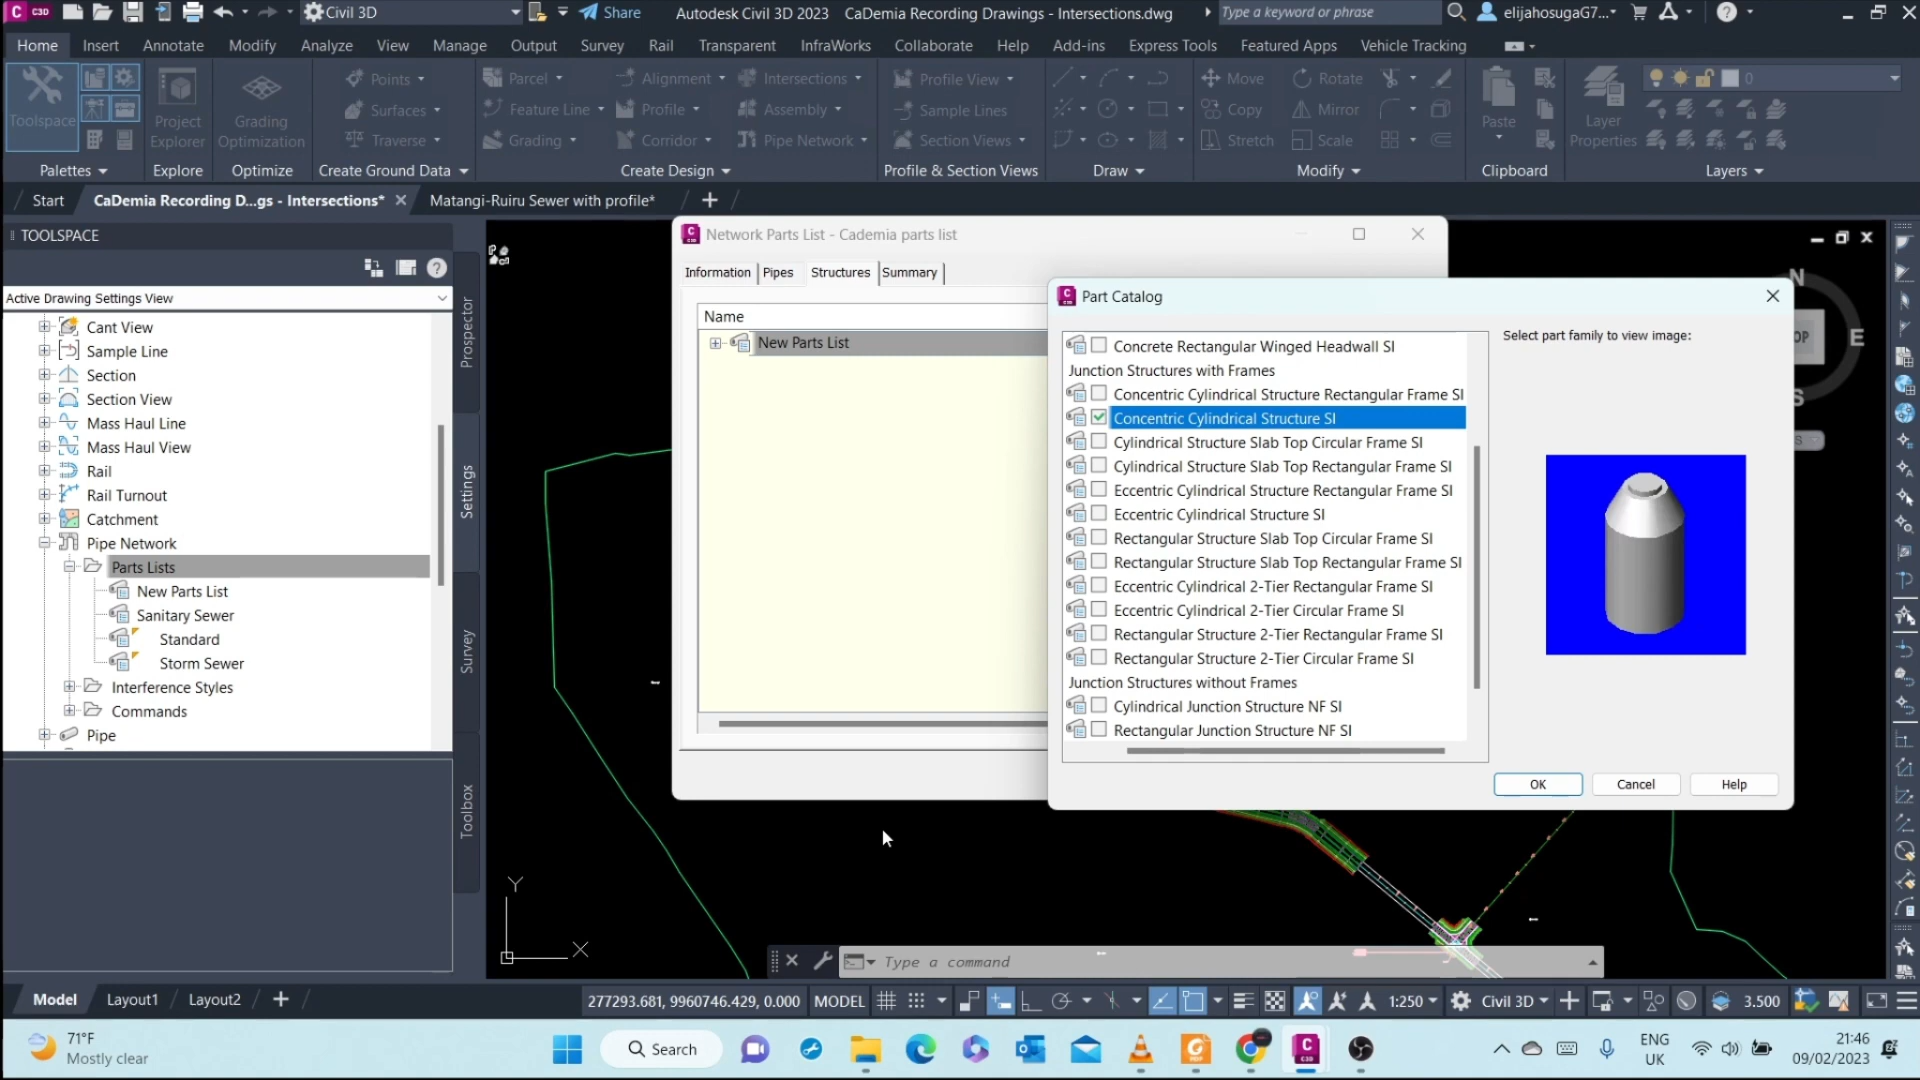 C3D
Civil 3D
Share
Autodesk Civil 3D 2023
CaDemia Recording Drawings - Intersections.dwg
Type a keyword or phrase
elijahosugaG7...
Home Insert Annotate Modify Analyze View Manage Output Survey Rail Transparent InfraWorks Collaborate Help Add-ins Express Tools Featured Apps Vehicle Tracking
Toolspace
Project Explorer
Grading Optimization
Points
Surfaces
Traverse
Parcel
Feature Line
Grading
Alignment
Profile
Corridor
Intersections
Assembly
Pipe Network
Profile View
Sample Lines
Section Views
Move
Copy
Stretch
Rotate
Mirror
Scale
Paste
Layer Properties
0
Palettes
Explore
Optimize
Create Ground Data
Create Design
Profile & Section Views
Draw
Modify
Clipboard
Layers
Start
CaDemia Recording D...gs - Intersections*
Matangi-Ruiru Sewer with profile*
TOOLSPACE
Active Drawing Settings View
Cant View
Sample Line
Section
Section View
Mass Haul Line
Mass Haul View
Rail
Rail Turnout
Catchment
Pipe Network
Parts Lists
New Parts List
Sanitary Sewer
Standard
Storm Sewer
Interference Styles
Commands
Pipe
Prospector
Settings
Survey
Toolbox
Network Parts List - Cademia parts list
Information
Pipes
Structures
Summary
Name
New Parts List
Part Catalog
Select part family to view image:
Concrete Rectangular Winged Headwall SI
Junction Structures with Frames
Concentric Cylindrical Structure Rectangular Frame SI
Concentric Cylindrical Structure SI
Cylindrical Structure Slab Top Circular Frame SI
Cylindrical Structure Slab Top Rectangular Frame SI
Eccentric Cylindrical Structure Rectangular Frame SI
Eccentric Cylindrical Structure SI
Rectangular Structure Slab Top Circular Frame SI
Rectangular Structure Slab Top Rectangular Frame SI
Eccentric Cylindrical 2-Tier Rectangular Frame SI
Eccentric Cylindrical 2-Tier Circular Frame SI
Rectangular Structure 2-Tier Rectangular Frame SI
Rectangular Structure 2-Tier Circular Frame SI
Junction Structures without Frames
Cylindrical Junction Structure NF SI
Rectangular Junction Structure NF SI
OK
Cancel
Help
N
OP
E
S
Y
X
Type a command
Model
Layout1
Layout2
277293.681, 9960746.429, 0.000
MODEL
1:250
Civil 3D
3.500
71°F
Mostly clear
Search
ENG
UK
21:46
09/02/2023